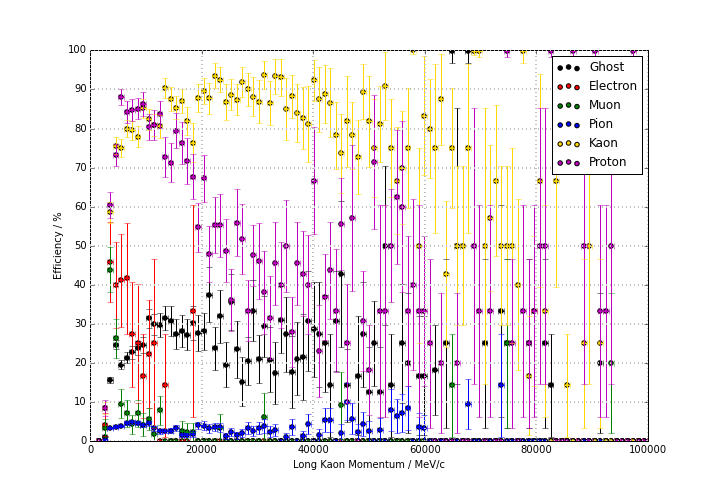 100
90
80
70
60
50
40
30
20
10
0
Efficiency / %
0
20000
40000
60000
80000
100000
Long Kaon Momentum / MeV/c
Ghost
Electron
Muon
Pion
Kaon
Proton